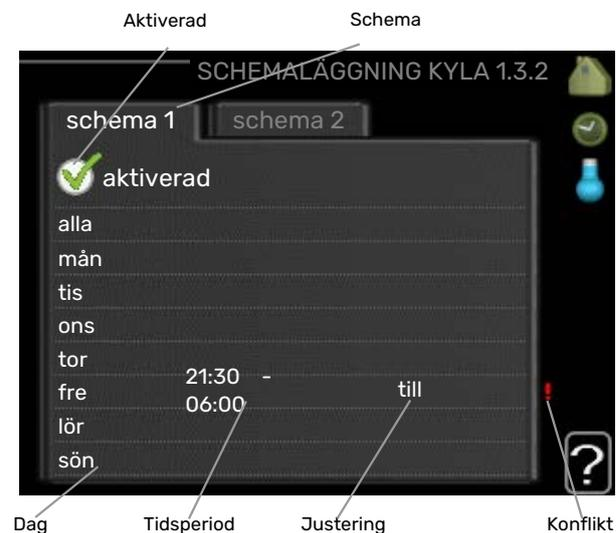 Aktiverad Schema
SCHEMALÄGGNING KYLA 1.3.2
schema 1 schema 2
aktiverad
alla
mån
tis
ons
tor
fre 21:30 - till !
06:00
lör
sön
?
Dag Tidsperiod Justering Konflikt